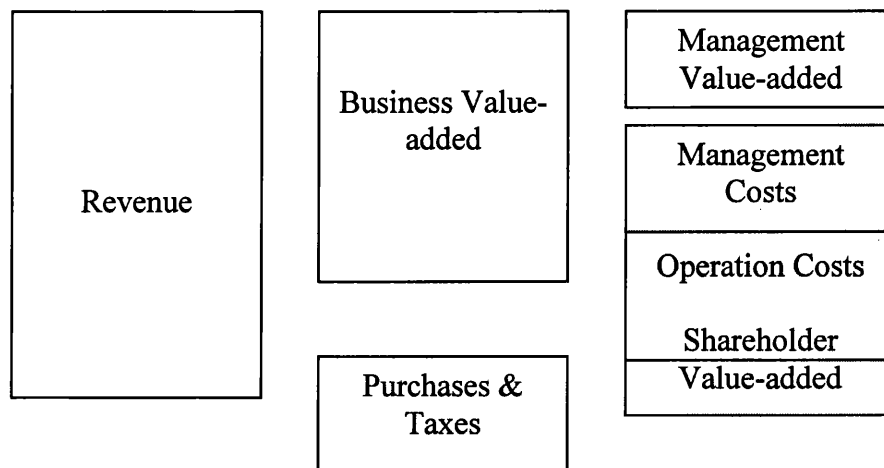 Revenue
Business Value-
added
Purchases &
Taxes
Management
Value-added
Management
Costs
Operation Costs
Shareholder
Value-added